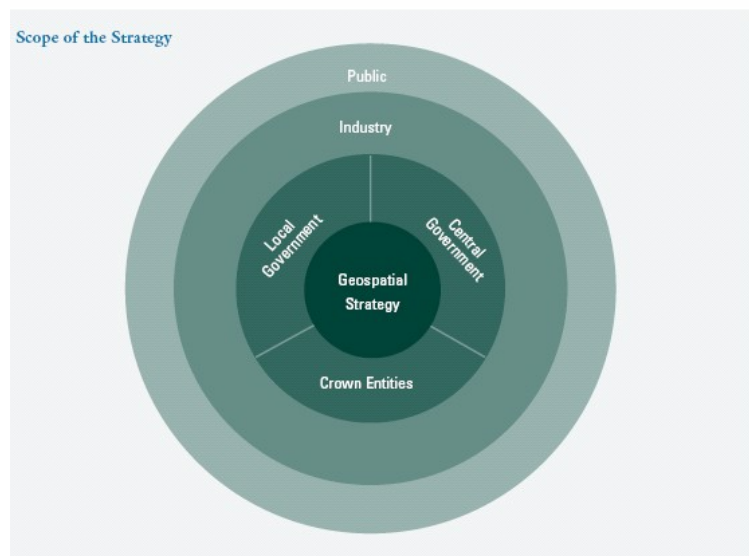 Scope of the Strategy
Public
Industry
Local
Government
Central
Government
Geospatial
Strategy
Crown Entities